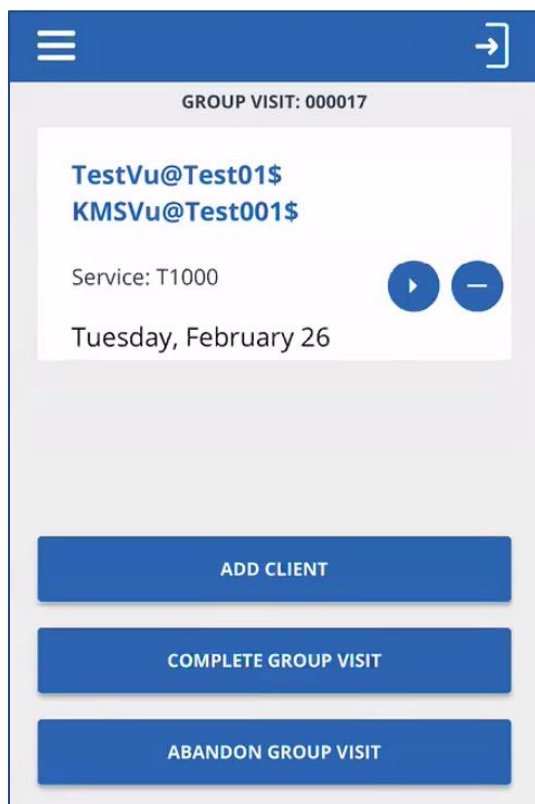 GROUP VISIT: 000017
TestVu@Test01$
KMSVu@Test001$
Service: T1000
Tuesday, February 26
ADD CLIENT
COMPLETE GROUP VISIT
ABANDON GROUP VISIT